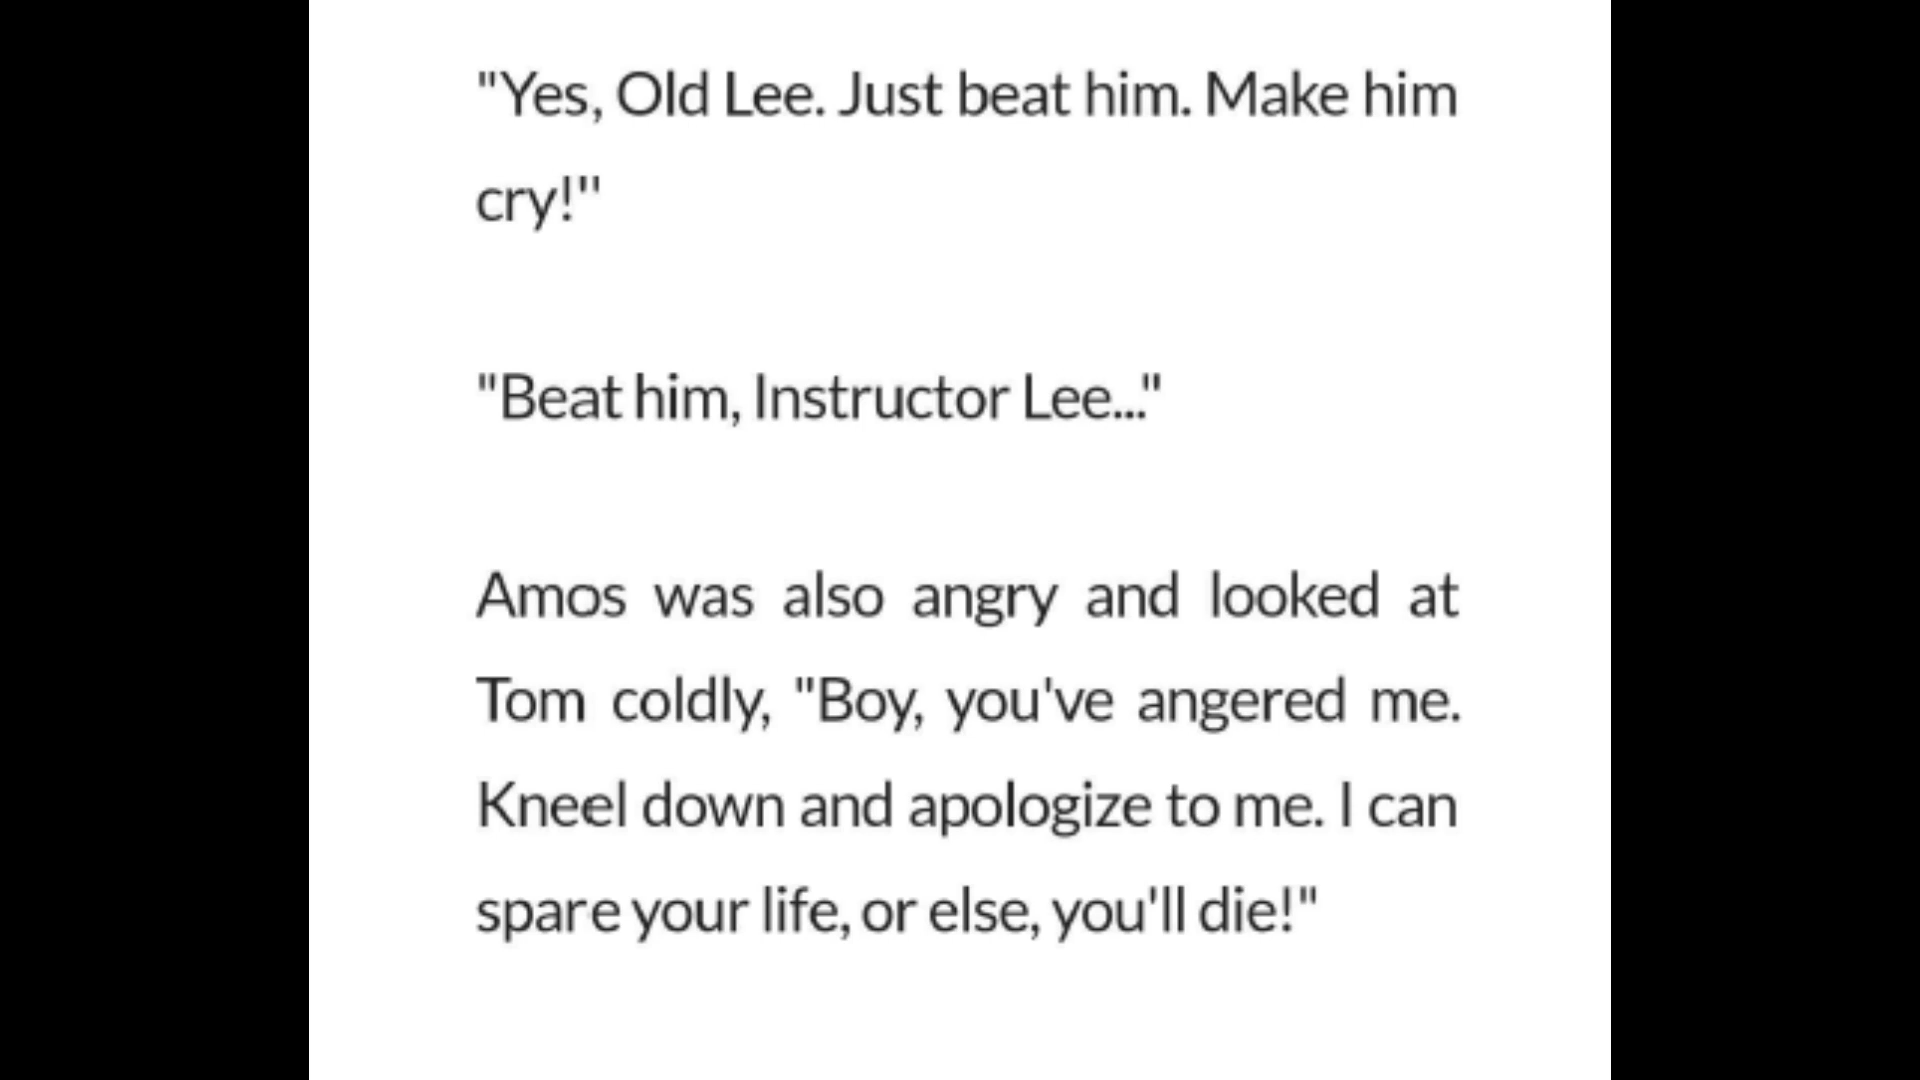 "Yes, Old Lee. Just beat him. Make him
cry!"
"Beat him, Instructor Lee..."
Amos was also angry and looked at
Tom coldly, "Boy, you've angered me.
Kneel down and apologize to me. I can
spare your life, or else, you'll die!"